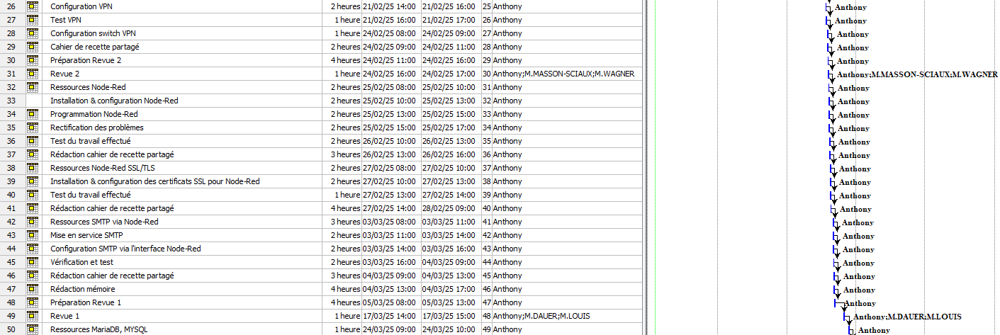 26 Configuration VPN 2 heures 21/02/25 14:00 21/02/25 16:00 25 Anthony Anthony
27 Test VPN 1 heure 21/02/25 16:00 21/02/25 17:00 26 Anthony Anthony
28 Configuration switch VPN 1 heure 24/02/25 08:00 24/02/25 09:00 27 Anthony Anthony
29 Cahier de recette partagé 2 heures 24/02/25 09:00 24/02/25 11:00 28 Anthony Anthony
30 Préparation Revue 2 4 heures 24/02/25 11:00 24/02/25 16:00 29 Anthony Anthony
31 Revue 2 1 heure 24/02/25 16:00 24/02/25 17:00 30 Anthony;M.MASSON-SCIAUX;M.WAGNER Anthony;M.MASSON-SCIAUX;M.WAGNER
32 Ressources Node-Red 2 heures 25/02/25 08:00 25/02/25 10:00 31 Anthony Anthony
33 Installation & configuration Node-Red 2 heures 25/02/25 10:00 25/02/25 13:00 32 Anthony Anthony
34 Programmation Node-Red 2 heures 25/02/25 13:00 25/02/25 15:00 33 Anthony Anthony
35 Rectification des problèmes 2 heures 25/02/25 15:00 25/02/25 17:00 34 Anthony Anthony
36 Test du travail effectué 2 heures 26/02/25 10:00 26/02/25 13:00 35 Anthony Anthony
37 Rédaction cahier de recette partagé 3 heures 26/02/25 13:00 26/02/25 16:00 36 Anthony Anthony
38 Ressources Node-Red SSL/TLS 2 heures 27/02/25 08:00 27/02/25 10:00 37 Anthony Anthony
39 Installation & configuration des certificats SSL pour Node-Red 2 heures 27/02/25 10:00 27/02/25 13:00 38 Anthony Anthony
40 Test du travail effectué 1 heure 27/02/25 13:00 27/02/25 14:00 39 Anthony Anthony
41 Rédaction cahier de recette partagé 4 heures 27/02/25 14:00 28/02/25 09:00 40 Anthony Anthony
42 Ressources SMTP via Node-Red 3 heures 03/03/25 08:00 03/03/25 11:00 41 Anthony Anthony
43 Mise en service SMTP 2 heures 03/03/25 11:00 03/03/25 14:00 42 Anthony Anthony
44 Configuration SMTP via l'interface Node-Red 2 heures 03/03/25 14:00 03/03/25 16:00 43 Anthony Anthony
45 Vérification et test 2 heures 03/03/25 16:00 04/03/25 09:00 44 Anthony Anthony
46 Rédaction cahier de recette partagé 3 heures 04/03/25 09:00 04/03/25 13:00 45 Anthony Anthony
47 Rédaction mémoire 4 heures 04/03/25 13:00 04/03/25 17:00 46 Anthony Anthony
48 Préparation Revue 1 4 heures 05/03/25 08:00 05/03/25 13:00 47 Anthony Anthony
49 Revue 1 1 heure 17/03/25 14:00 17/03/25 15:00 48 Anthony;M.DAUER;M.LOUIS Anthony;M.DAUER;M.LOUIS
50 Ressources MariaDB, MYSQL 1 heure 24/03/25 09:00 24/03/25 10:00 49 Anthony Anthony